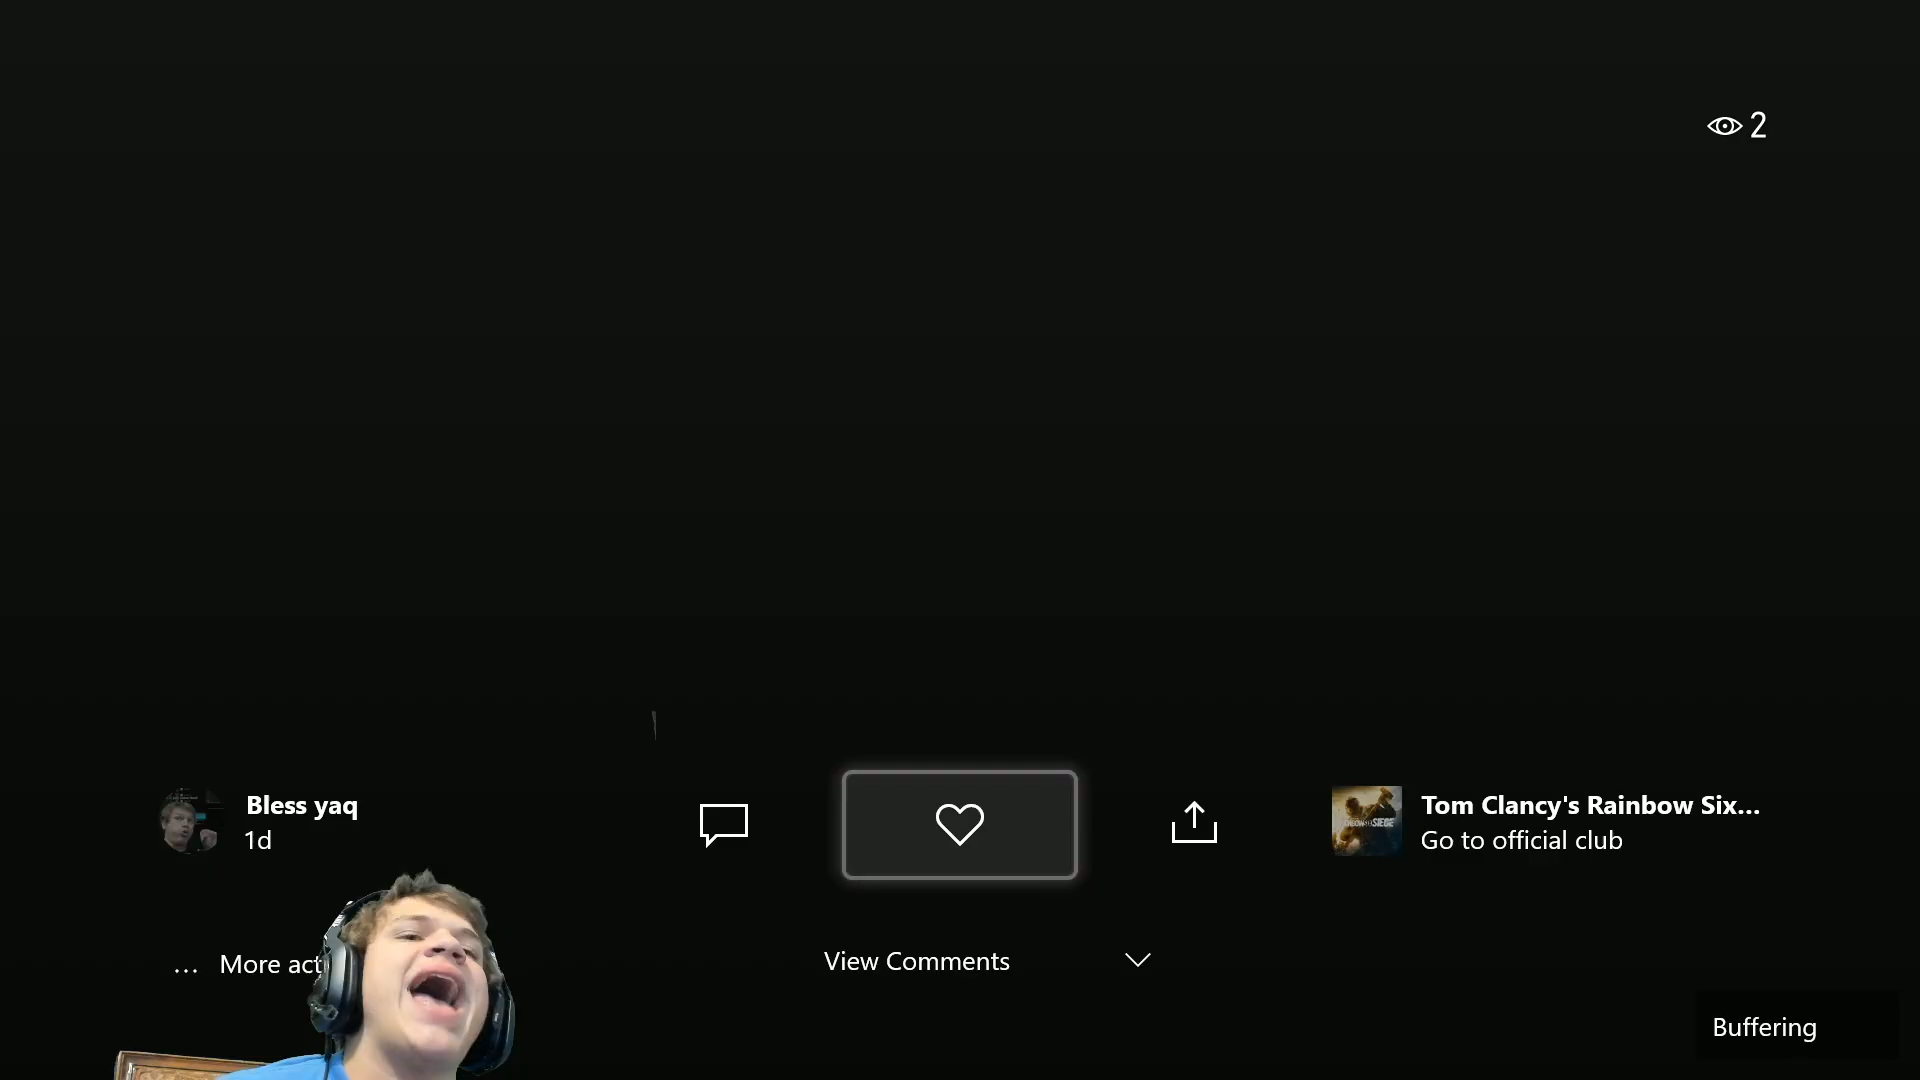 2
Bless yaq
1d
Tom Clancy's Rainbow Six...
Go to official club
... More act
View Comments
Buffering